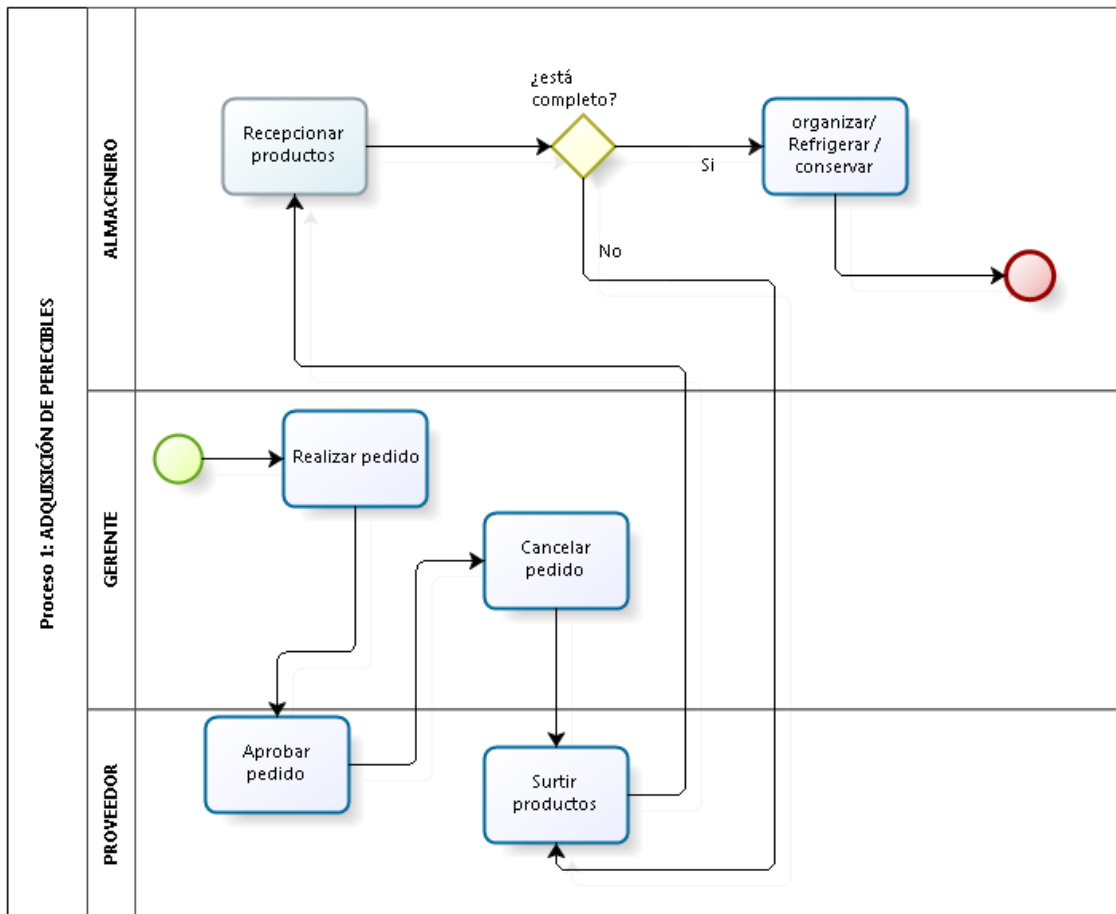 Proceso 1: ADQUISICIÓN DE PERECIBLES
ALMACENERO
¿está
completo?
Recepcionar
productos
organizar/
Refrigerar /
conservar
Si
No
GERENTE
Realizar pedido
Cancelar
pedido
PROVEEDOR
Aprobar
pedido
Surtir
productos